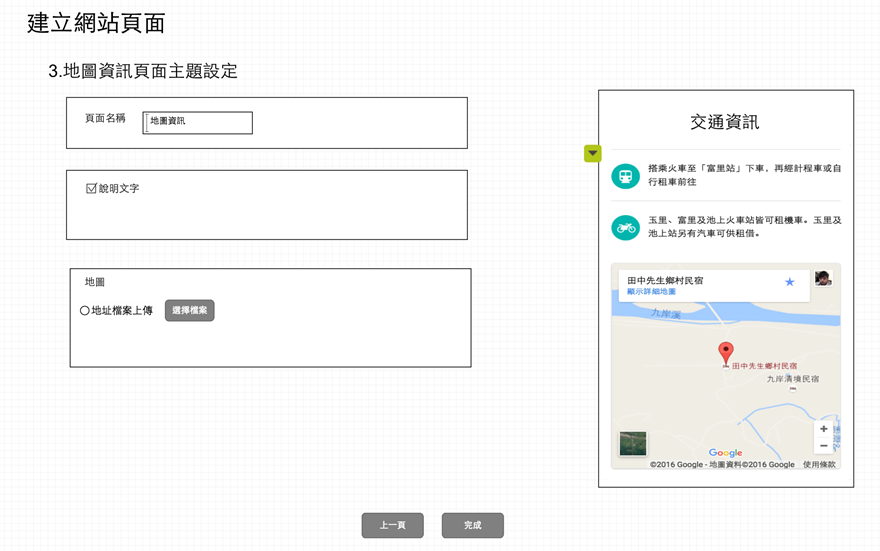 建立網站頁面
3.地圖資訊頁面主題設定
頁面名稱
地圖資訊
說明文字
地圖
地址檔案上傳
選擇檔案
交通資訊
搭乘火車至「富里站」下車，再經計程車或自
行租車前往
玉里、富里及池上火車站皆可租機車。玉里及
池上站另有汽車可供租借。
田中先生鄉村民宿
顯示詳細地圖
九岸溪
田中先生鄉村民宿
九岸清境民宿
Google
©2016 Google - 地圖資料©2016 Google 使用條款
上一頁
完成